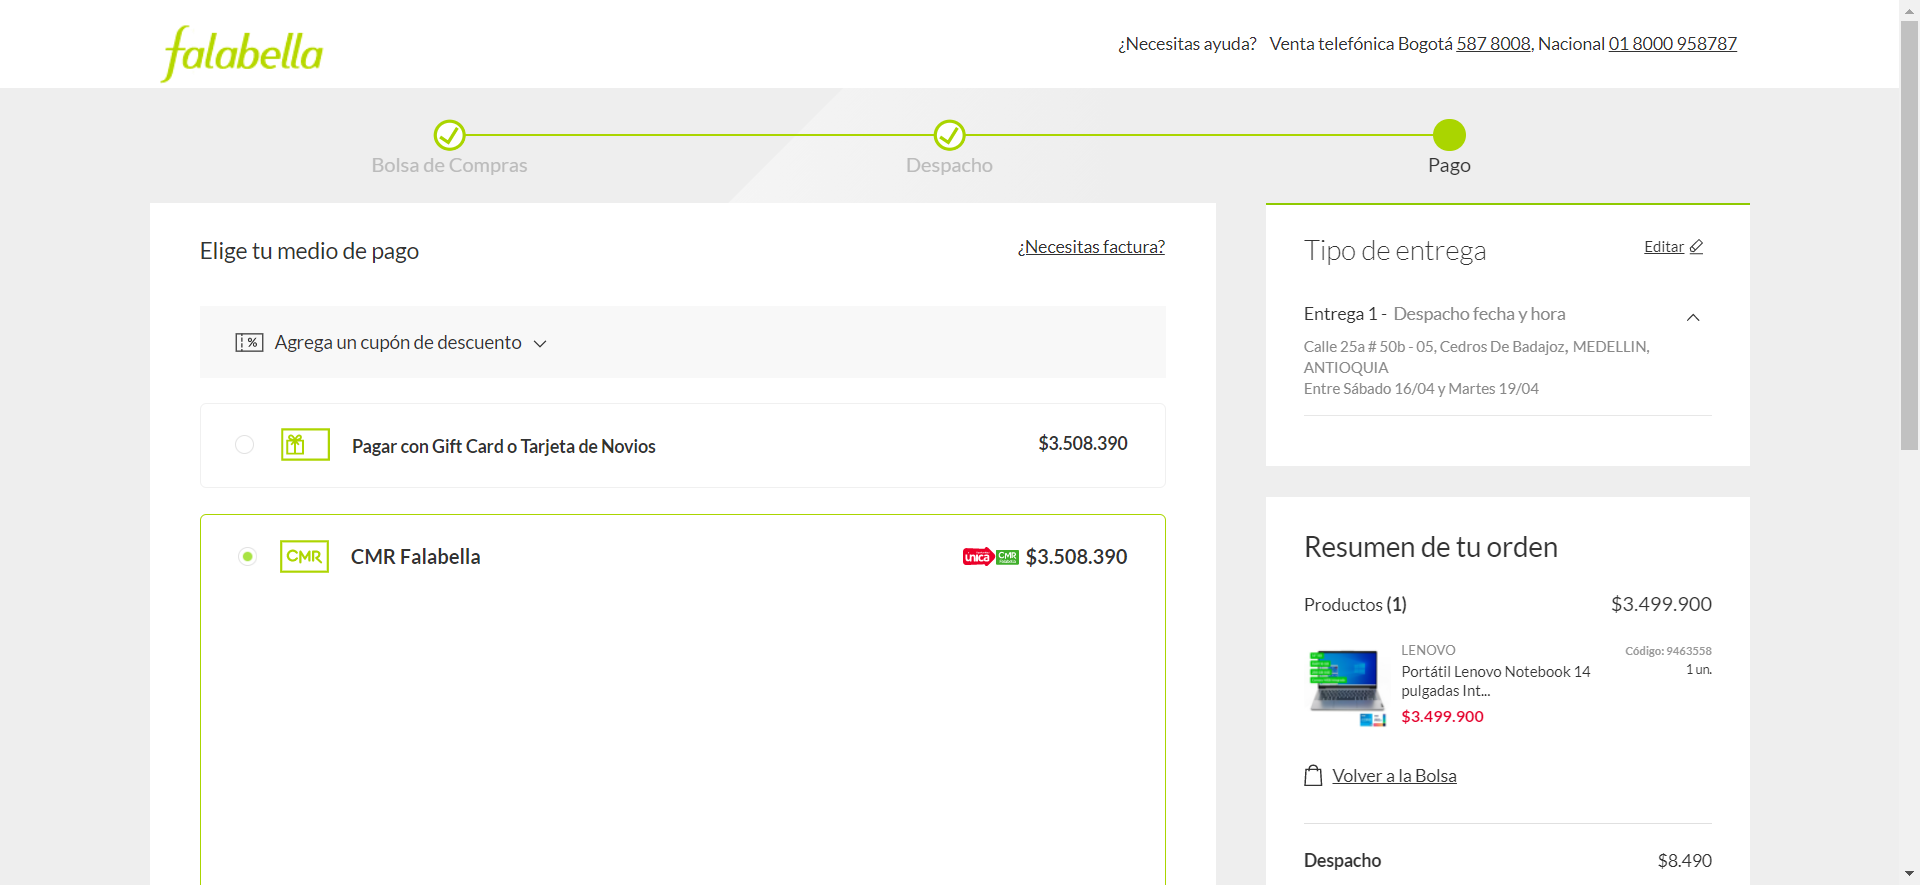 falabella
¿Necesitas ayuda? Venta telefónica Bogotá 587 8008, Nacional 01 8000 958787
Bolsa de Compras
Despacho
Pago
Elige tu medio de pago
¿Necesitas factura?
% Agrega un cupón de descuento
Pagar con Gift Card o Tarjeta de Novios
$3.508.390
CMR
CMR Falabella
única
CMR
$3.508.390
Tipo de entrega
Editar
Entrega 1 - Despacho fecha y hora
Calle 25a # 50b - 05, Cedros De Badajoz, MEDELLIN,
ANTIOQUIA
Entre Sábado 16/04 y Martes 19/04
Resumen de tu orden
Productos (1)
$3.499.900
LENOVO
Código: 9463558
Portátil Lenovo Notebook 14
1 un.
pulgadas Int...
$3.499.900
Volver a la Bolsa
Despacho
$8.490